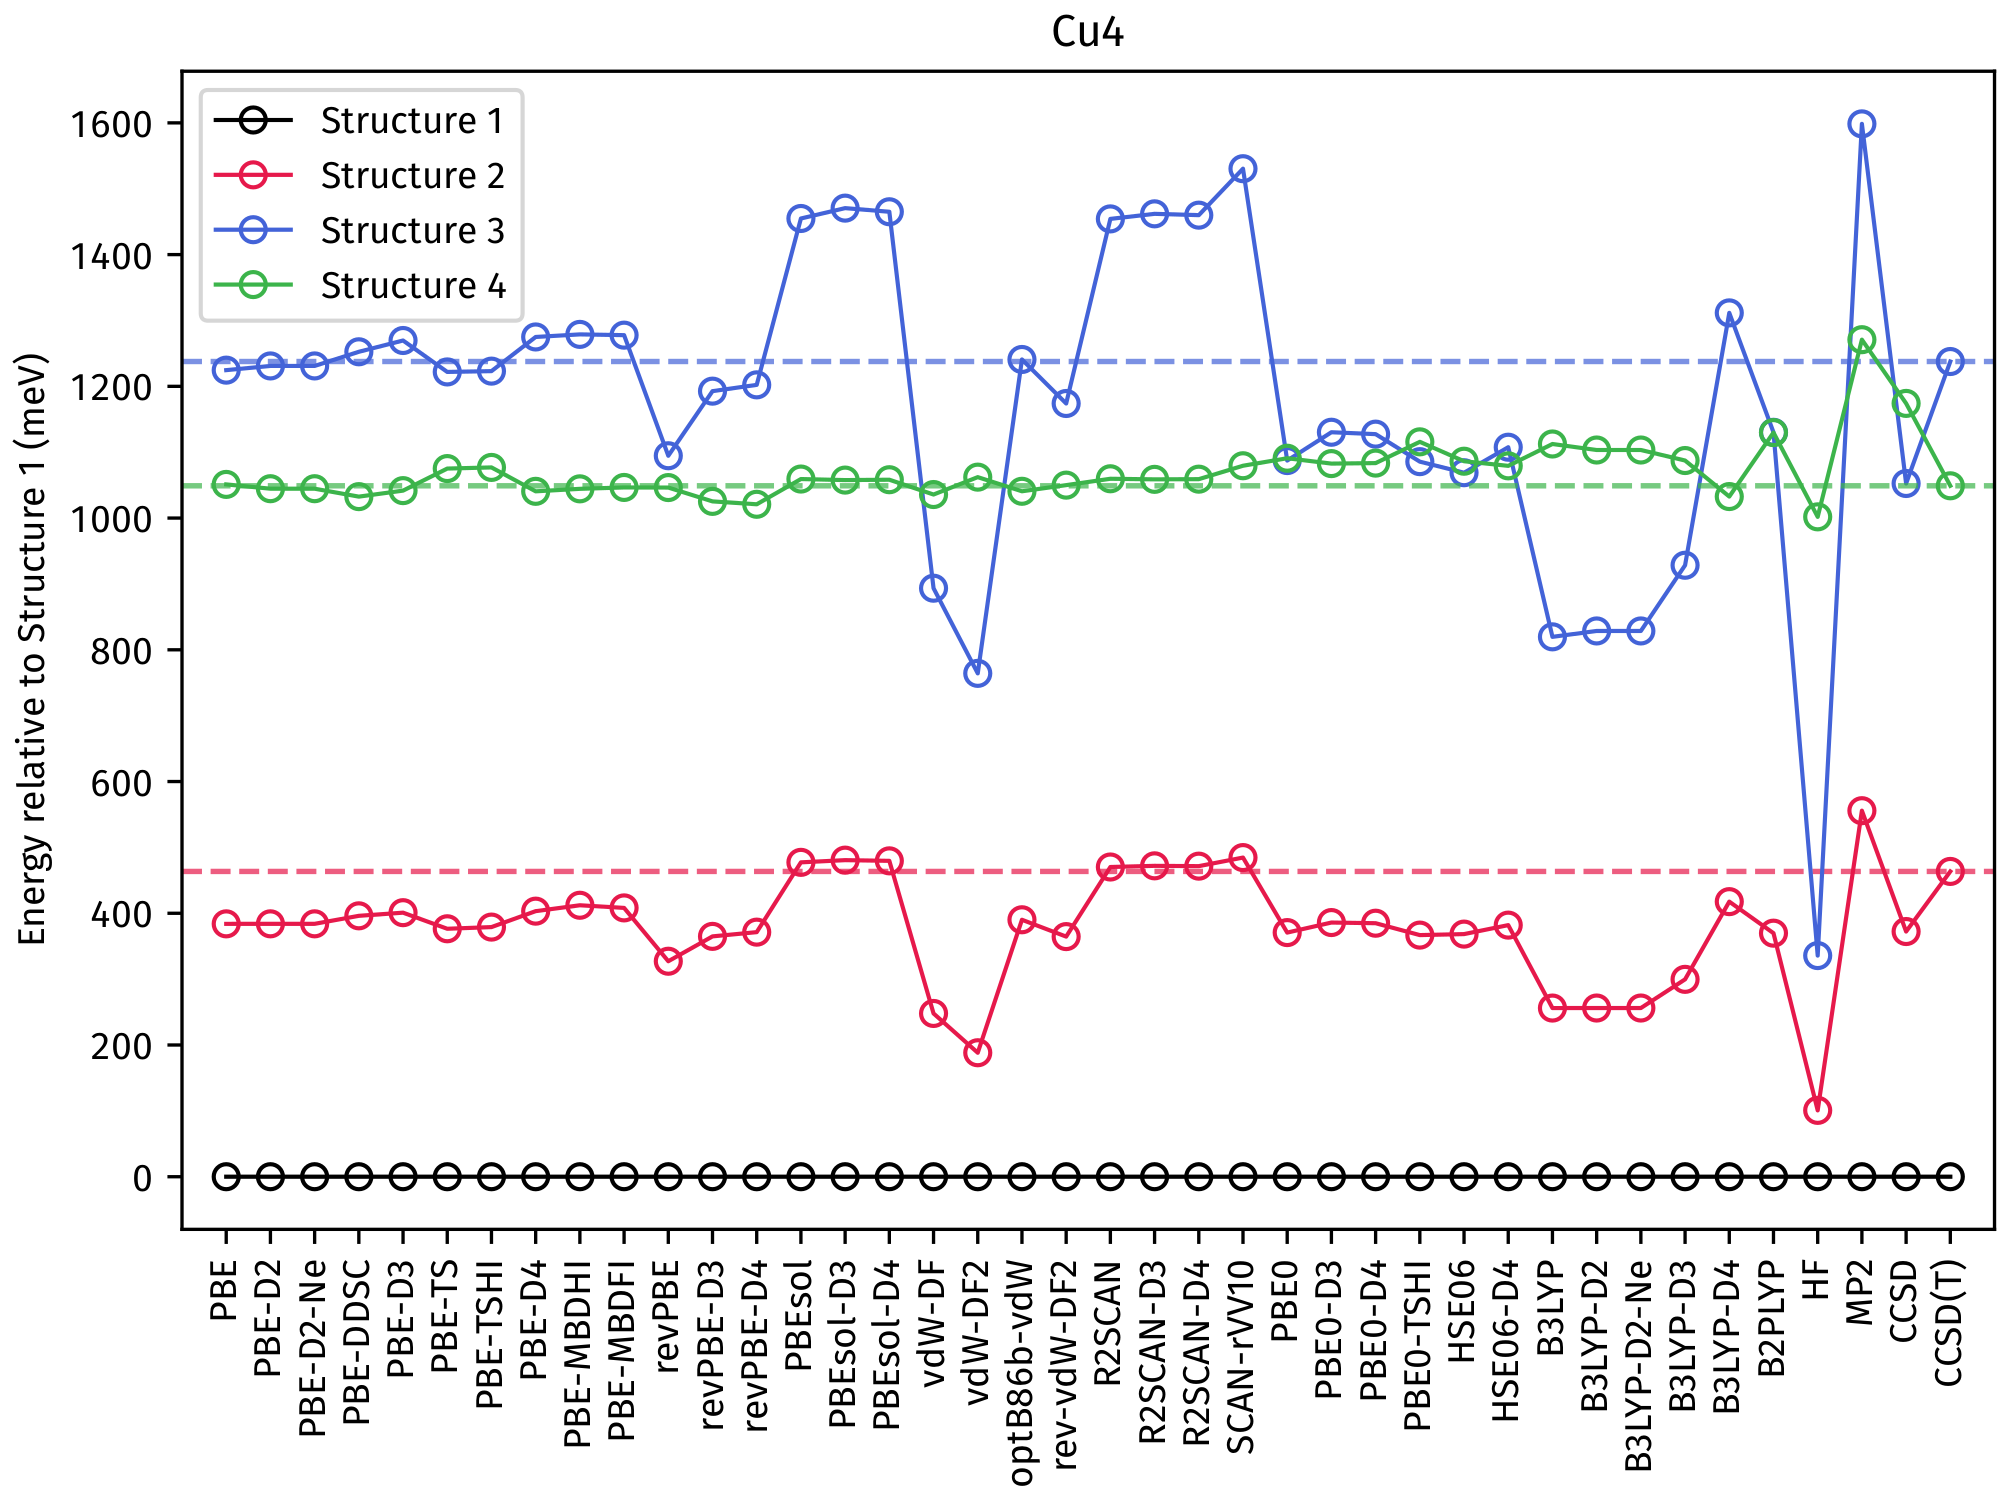 Cu4
Energy relative to Structure 1 (meV)
1600
1400
1200
1000
800
600
400
200
0
Structure 1
Structure 2
Structure 3
Structure 4
PBE
PBE-D2
PBE-D2-Ne
PBE-DDSC
PBE-D3
PBE-TS
PBE-TSHI
PBE-D4
PBE-MBDHI
PBE-MBDFI
revPBE
revPBE-D3
revPBE-D4
PBEsol
PBEsol-D3
PBEsol-D4
vdW-DF
vdW-DF2
optB86b-vdW
rev-vdW-DF2
R2SCAN
R2SCAN-D3
R2SCAN-D4
SCAN-rVV10
PBE0
PBE0-D3
PBE0-D4
PBE0-TSHI
HSE06
HSE06-D4
B3LYP
B3LYP-D2
B3LYP-D2-Ne
B3LYP-D3
B3LYP-D4
B2PLYP
HF
MP2
CCSD
CCSD(T)